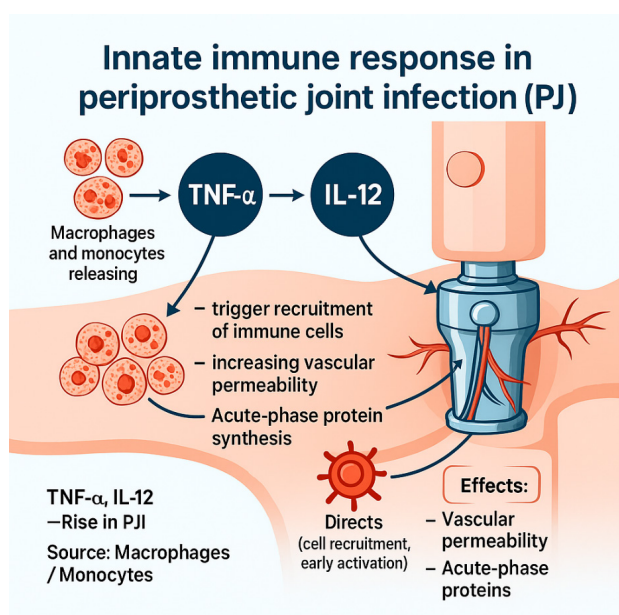 Innate immune response in
periprosthetic joint infection (PJ)
TNF-α
IL-12
Macrophages
and monocytes
releasing
– trigger recruitment
of immune cells
– increasing vascular
permeability
– Acute-phase protein
synthesis
TNF-α, IL-12
–Rise in PJI
Source: Macrophages
/ Monocytes
Directs
(cell recruitment,
early activation)
Effects:
– Vascular
permeability
– Acute-phase
proteins